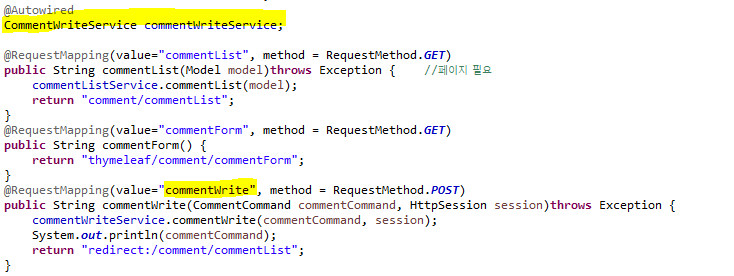 @Autowired
CommentWriteService commentWriteService;
@RequestMapping(value="commentList", method = RequestMethod.GET)
public String commentList(Model model)throws Exception {    //페이지 필요
    commentListService.commentList(model);
    return "comment/commentList";
}
@RequestMapping(value="commentForm", method = RequestMethod.GET)
public String commentForm() {
    return "thymeleaf/comment/commentForm";
}
@RequestMapping(value="commentWrite", method = RequestMethod.POST)
public String commentWrite(CommentCommand commentCommand, HttpSession session)throws Exception {
    commentWriteService.commentWrite(commentCommand, session);
    System.out.println(commentCommand);
    return "redirect:/comment/commentList";
}